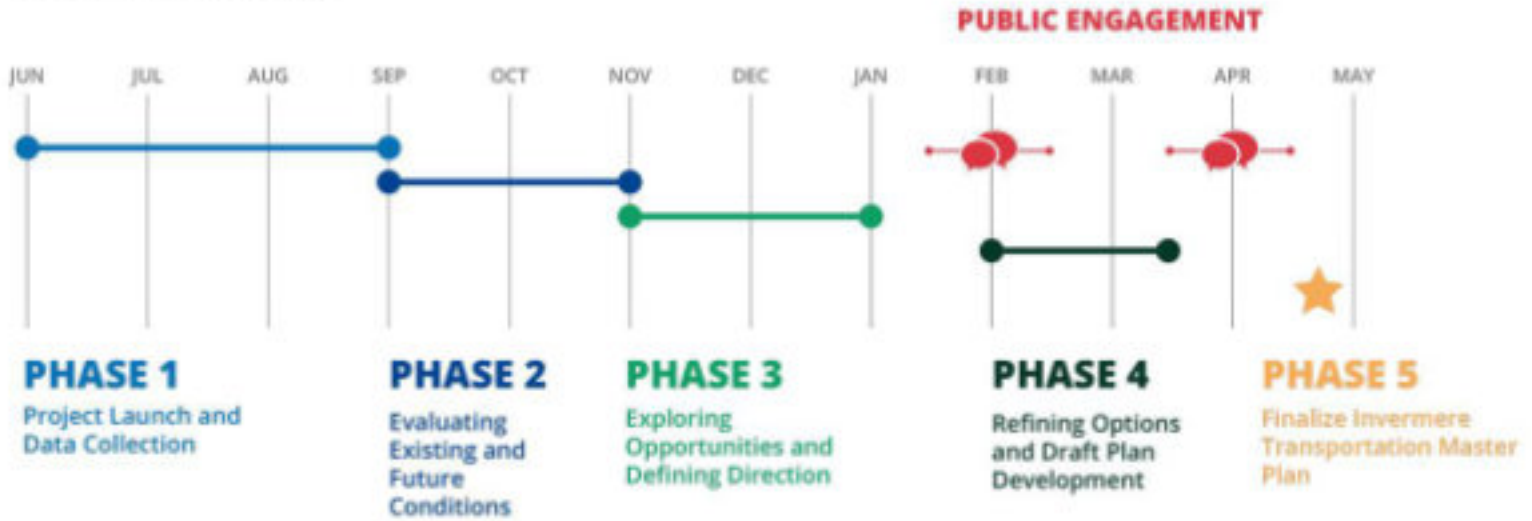 PUBLIC ENGAGEMENT
JUN JUL AUG SEP OCT NOV DEC JAN FEB MAR APR MAY
PHASE 1
Project Launch and
Data Collection
PHASE 2
Evaluating
Existing and
Future
Conditions
PHASE 3
Exploring
Opportunities and
Defining Direction
PHASE 4
Refining Options
and Draft Plan
Development
PHASE 5
Finalize Invermere
Transportation Master
Plan